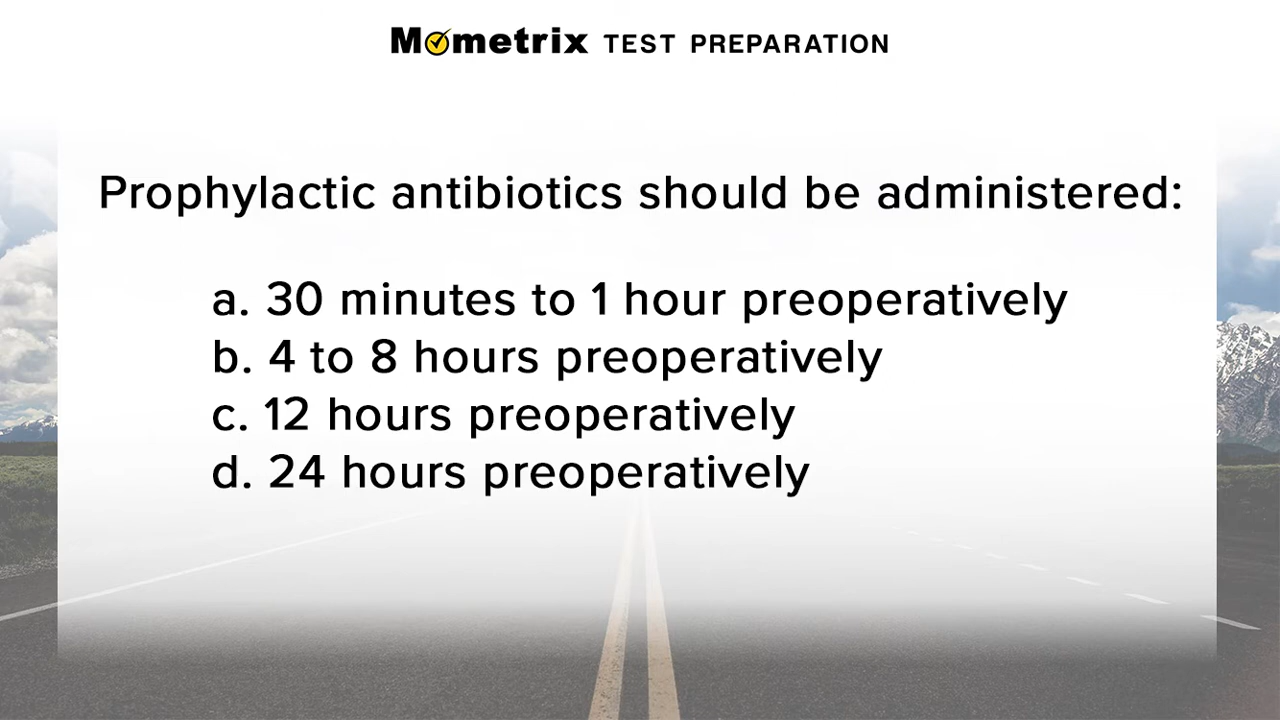 Mometrix TEST PREPARATION
Prophylactic antibiotics should be administered:
a. 30 minutes to 1 hour preoperatively
b. 4 to 8 hours preoperatively
c. 12 hours preoperatively
d. 24 hours preoperatively